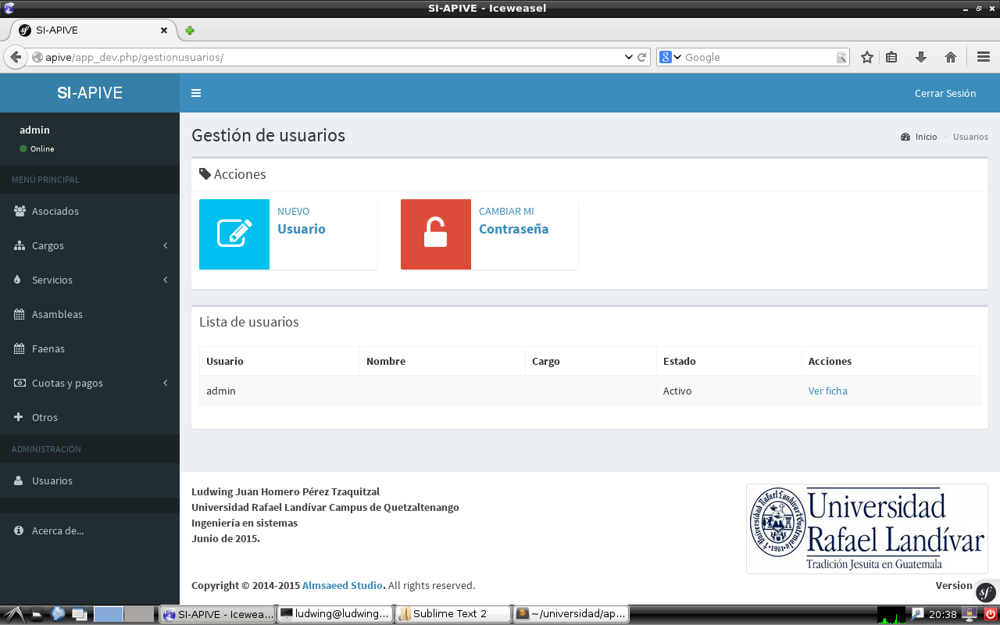 SI-APIVE - Iceweasel
SI-APIVE
apive/app_dev.php/gestionusuarios/
Google
SI-APIVE
Cerrar Sesión
admin
Online
MENÚ PRINCIPAL
Asociados
Cargos
Servicios
Asambleas
Faenas
Cuotas y pagos
Otros
ADMINISTRACIÓN
Usuarios
Acerca de...
Gestión de usuarios
Inicio > Usuarios
Acciones
NUEVO
Usuario
CAMBIAR MI
Contraseña
Lista de usuarios
Usuario Nombre Cargo Estado Acciones
admin Activo Ver ficha
Ludwing Juan Homero Pérez Tzaquitzal
Universidad Rafael Landívar Campus de Quetzaltenango
Ingeniería en sistemas
Junio de 2015.
Universidad
Rafael Landívar
Tradición Jesuita en Guatemala
Copyright © 2014-2015 Almsaeed Studio. All rights reserved.
Version
SI-APIVE - Icewea...
ludwing@ludwing...
Sublime Text 2
~/universidad/ap...
20:38